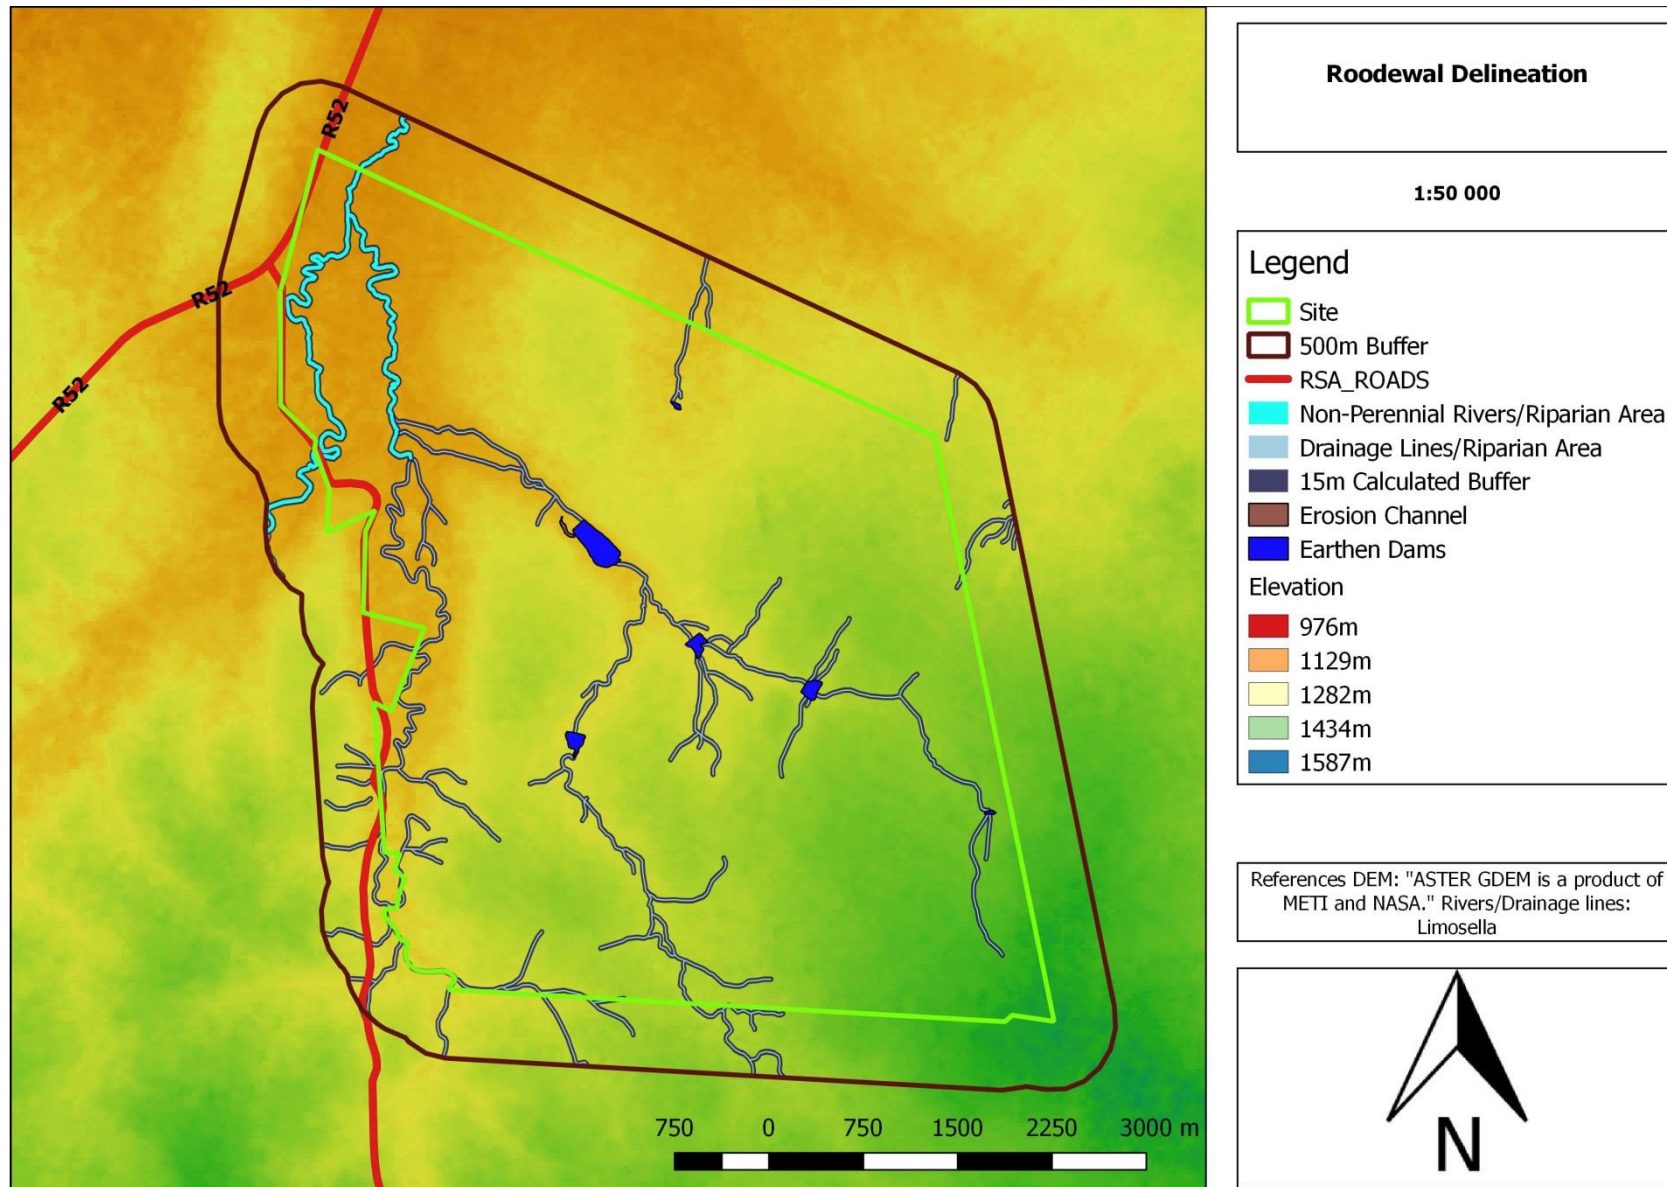 R52
R52
R52
750 0 750 1500 2250 3000 m
Roodewal Delineation
1:50 000
Legend
Site
500m Buffer
RSA_ROADS
Non-Perennial Rivers/Riparian Area
Drainage Lines/Riparian Area
15m Calculated Buffer
Erosion Channel
Earthen Dams
Elevation
976m
1129m
1282m
1434m
1587m
References DEM: "ASTER GDEM is a product of
METI and NASA." Rivers/Drainage lines:
Limosella
N